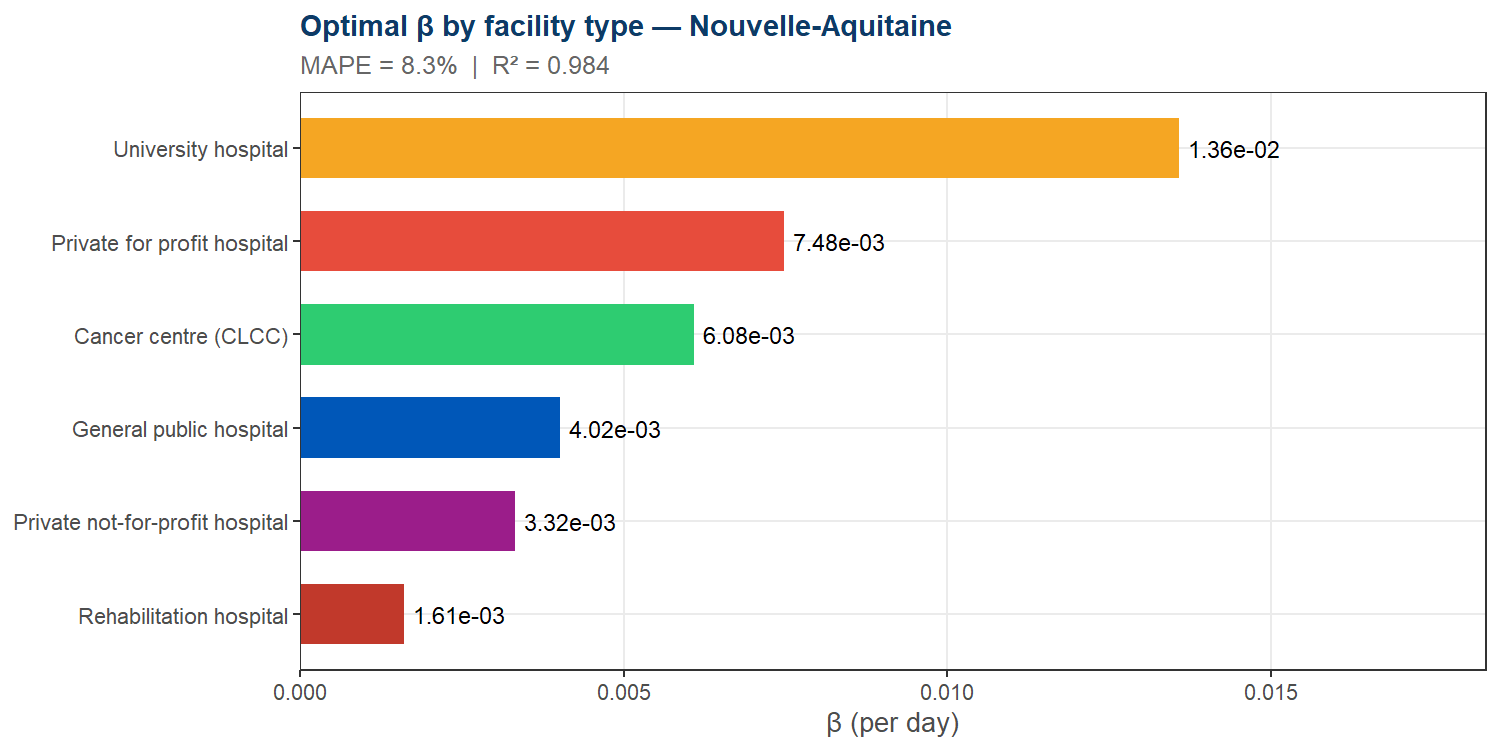 Optimal β by facility type — Nouvelle-Aquitaine
MAPE = 8.3% | R² = 0.984
University hospital 1.36e-02
Private for profit hospital 7.48e-03
Cancer centre (CLCC) 6.08e-03
General public hospital 4.02e-03
Private not-for-profit hospital 3.32e-03
Rehabilitation hospital 1.61e-03
0.000 0.005 0.010 0.015
β (per day)